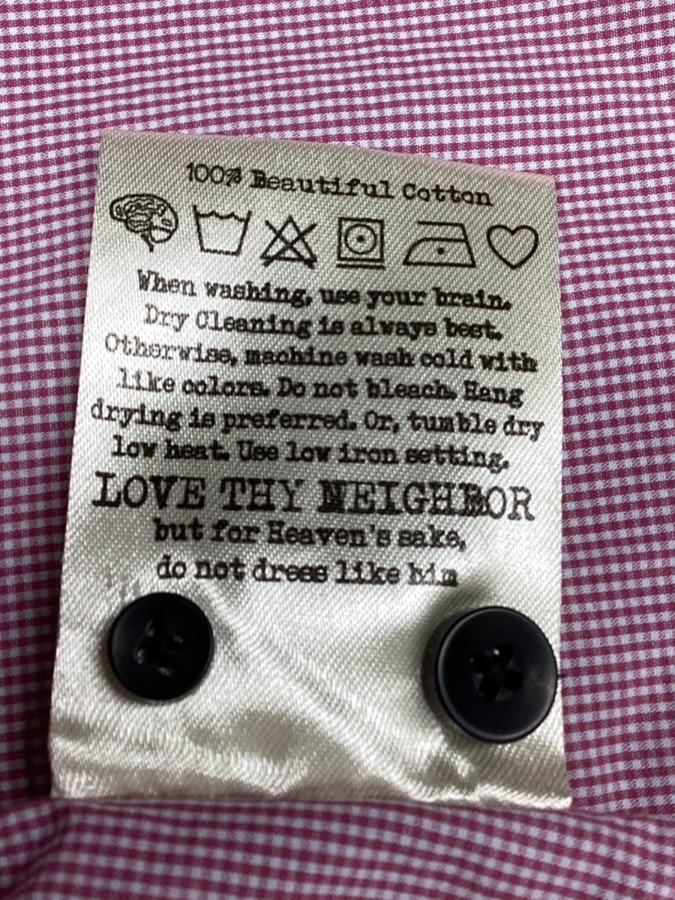 100% Beautiful Cotton
When washing, use your brain.
Dry Cleaning is always best.
Otherwise, machine wash cold with
like colors. Do not bleach. Hang
drying is preferred. Or, tumble dry
low heat. Use low iron setting.
LOVE THY NEIGHBOR
but for Heaven's sake,
do not dress like him